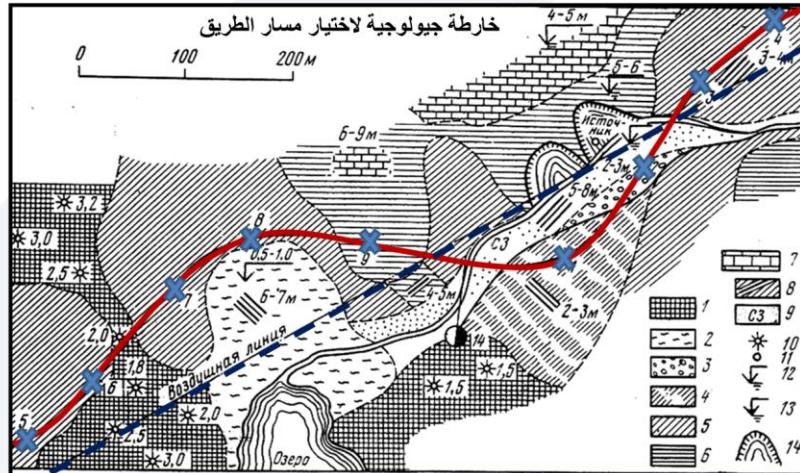 خارطة جيولوجية لاختيار مسار الطريق
0 100 200 м
4-5м
5-6
4
3-4м
3
источник
2-3м
2
5-8м
6-9м
3,2
3,0
2,5
8
0,5-1,0
9
СЗ
7
6-7м
4-5м
2-3м
2,0
1,8
6
воздушная линия
14
1,5
1,5
2,0
5
2,5
3,0
Озеро
1
2
3
4
5
6
7
8
СЗ 9
10
11
12
13
14